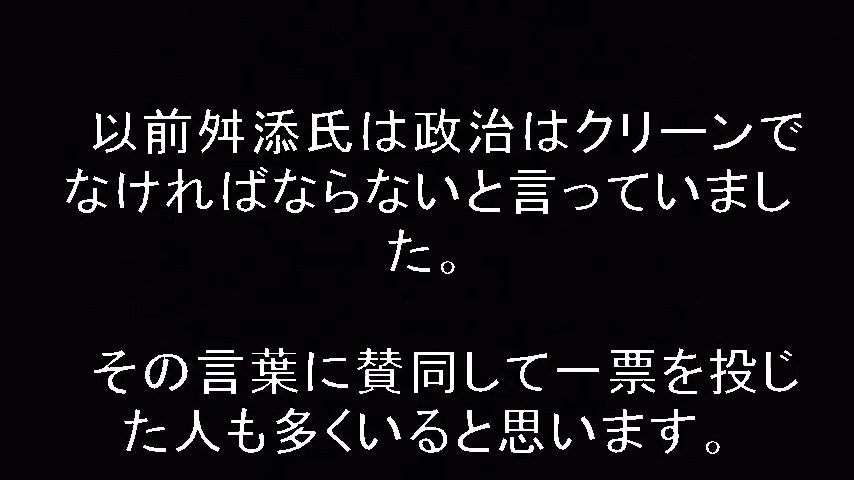 以前舛添氏は政治はクリーンで
なければならないと言っていまし
た。
その言葉に賛同して一票を投じ
た人も多くいると思います。